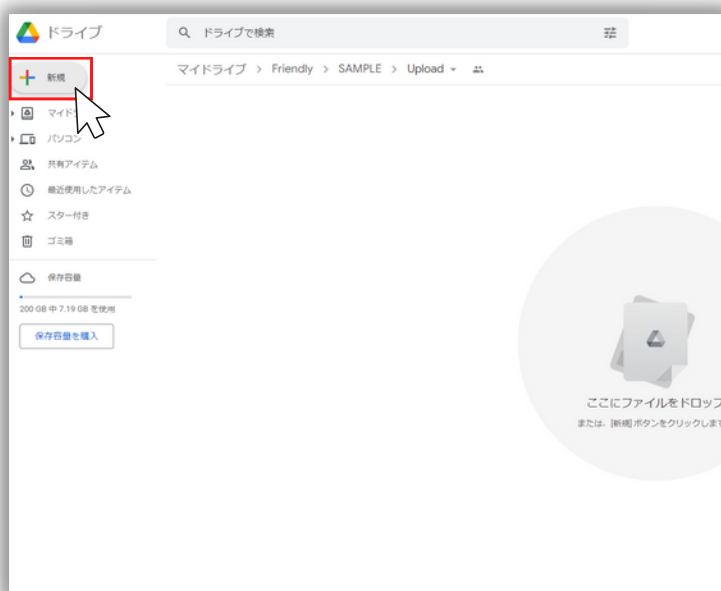 ドライブ
ドライブで検索
新規
マイドライブ > Friendly > SAMPLE > Upload
マイド
パソコン
共有アイテム
最近使用したアイテム
スター付き
ゴミ箱
保存容量
200 GB 中 7.19 GB を使用
保存容量を購入
ここにファイルをドロップ
または、[新規] ボタンをクリックします